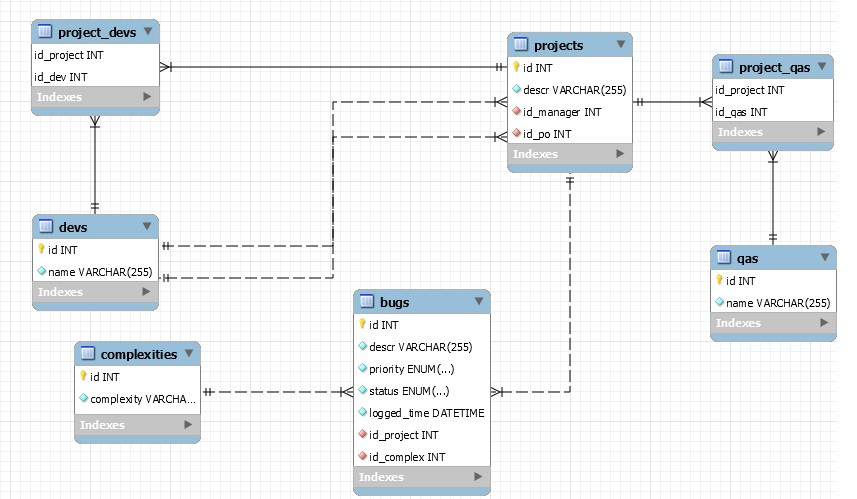 project_devs
id_project INT
id_dev INT
Indexes
projects
id INT
descr VARCHAR(255)
id_manager INT
id_po INT
Indexes
project_qas
id_project INT
id_qas INT
Indexes
devs
id INT
name VARCHAR(255)
Indexes
qas
id INT
name VARCHAR(255)
Indexes
bugs
id INT
descr VARCHAR(255)
priority ENUM(...)
status ENUM(...)
logged_time DATETIME
id_project INT
id_complex INT
Indexes
complexities
id INT
complexity VARCHA...
Indexes